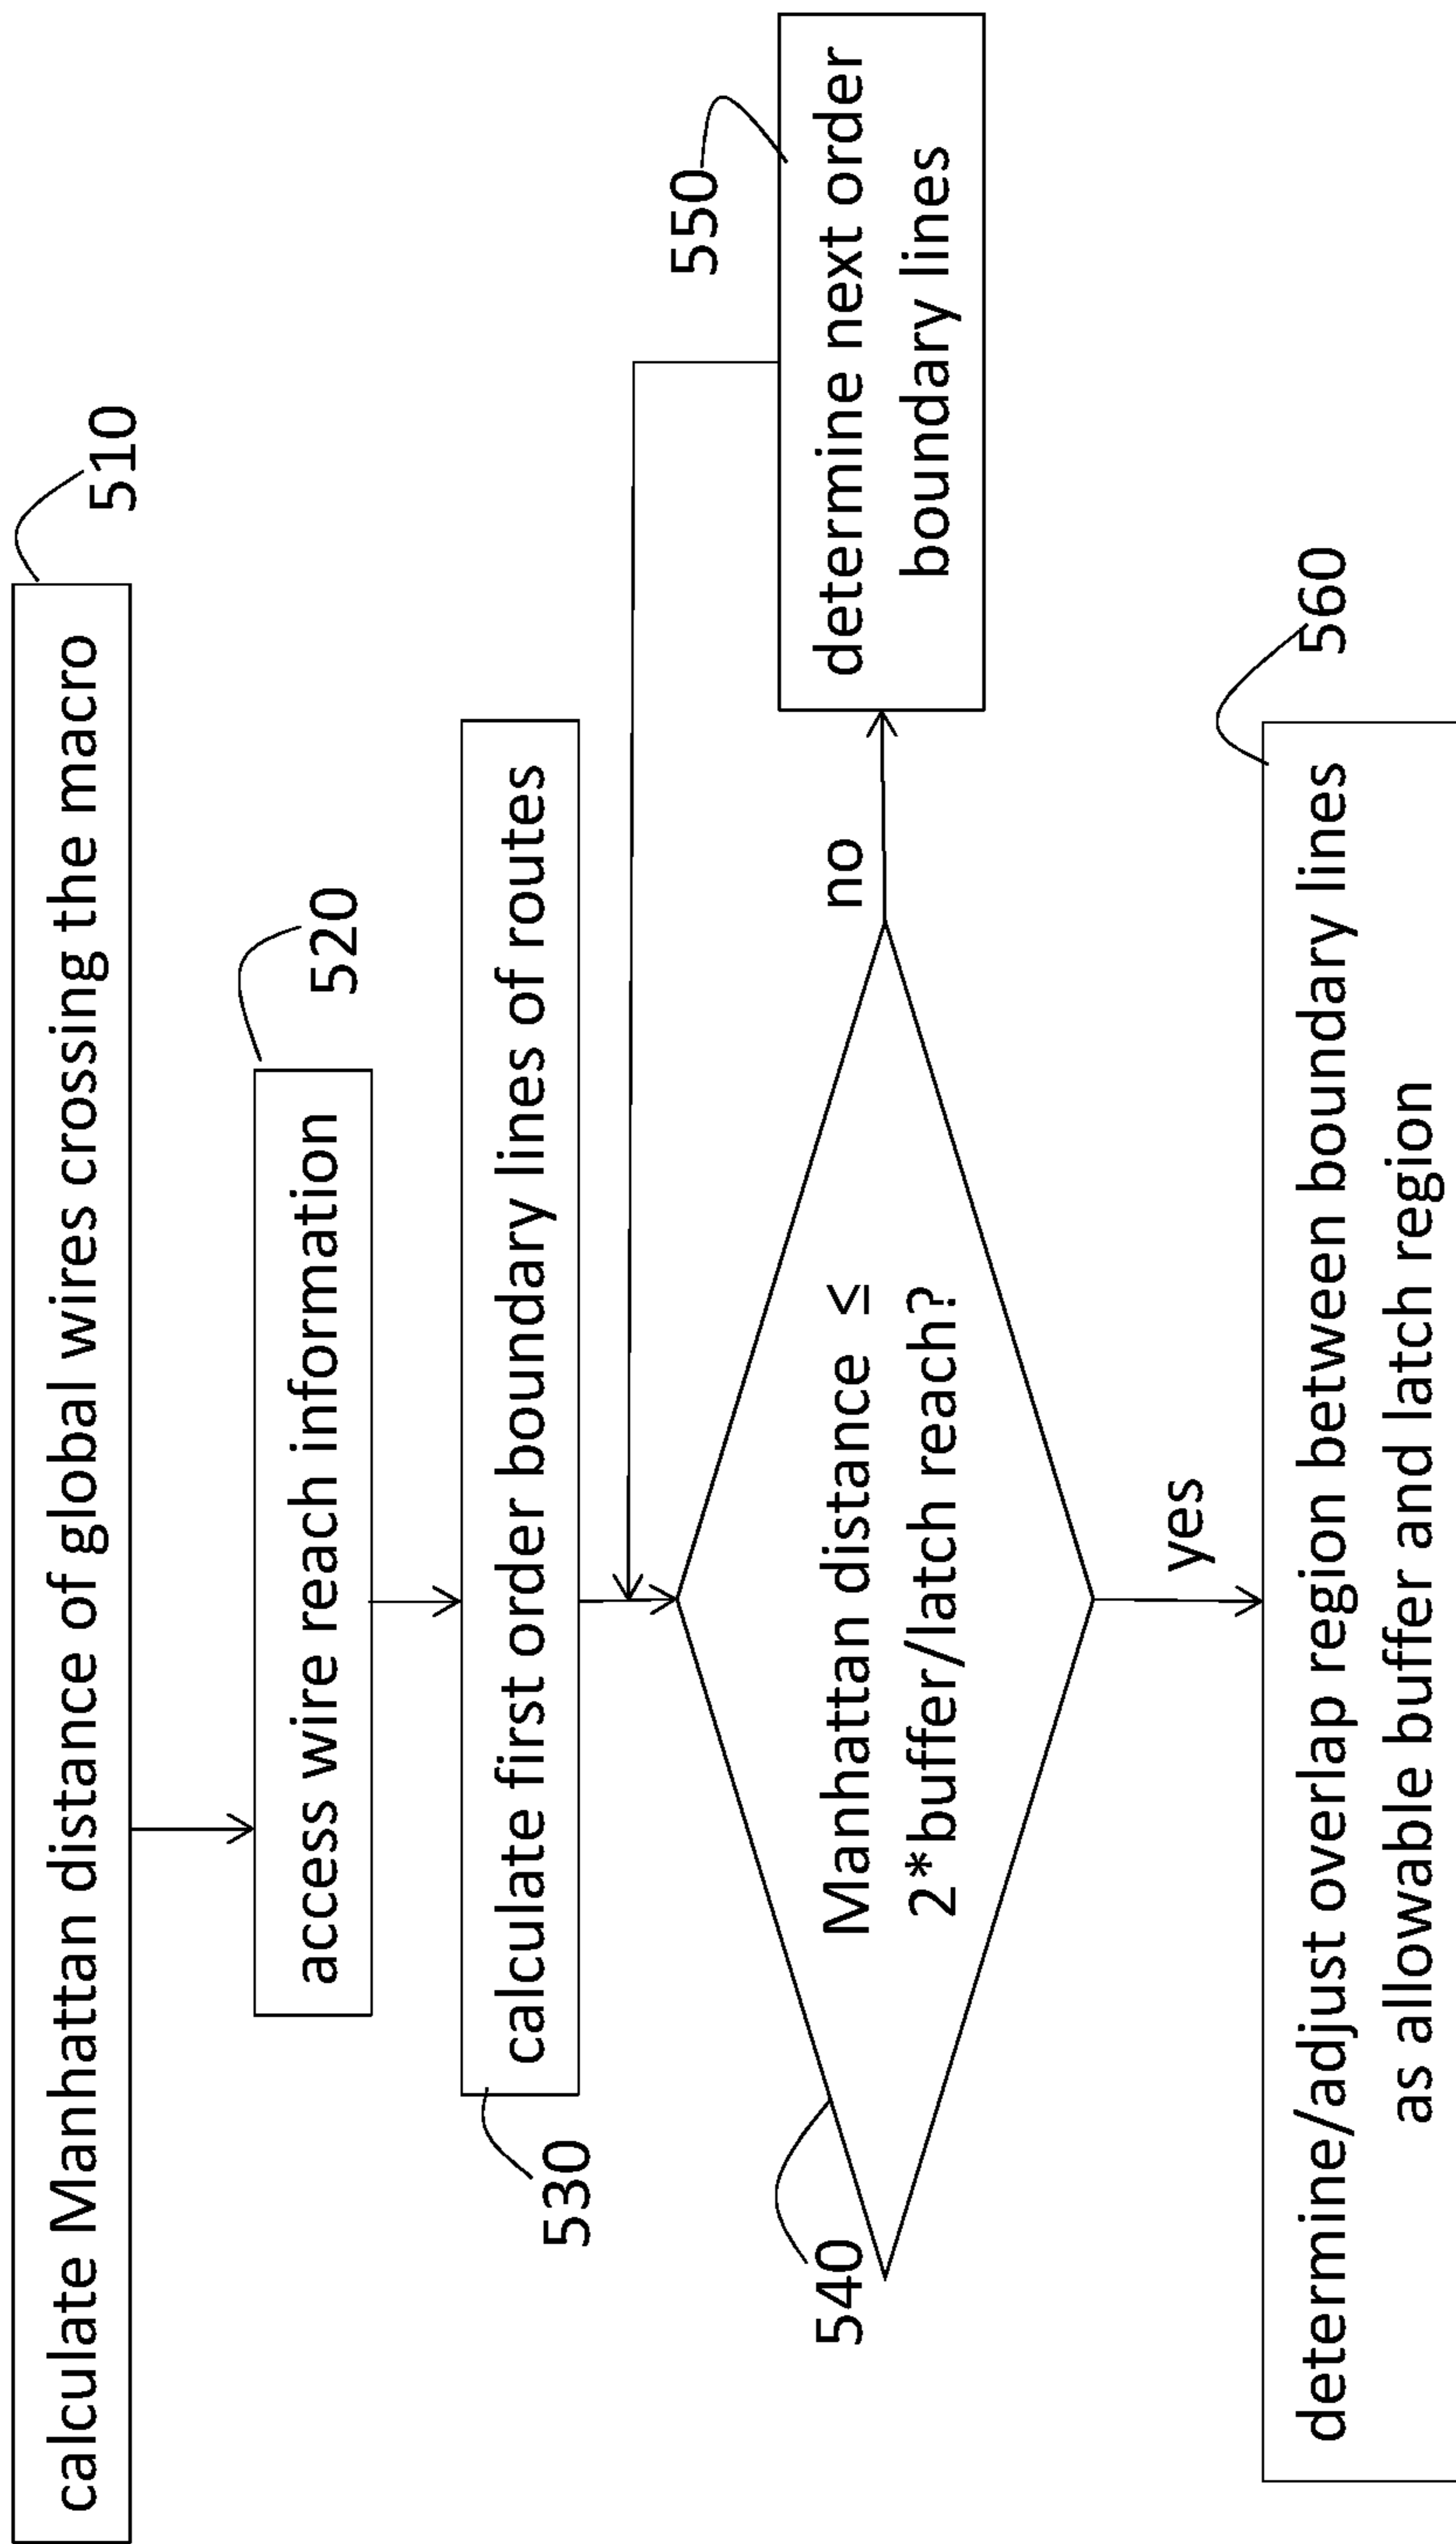 calculate Manhattan distance of global wires crossing the macro
510
access wire reach information
520
calculate first order boundary lines of routes
530
Manhattan distance ≤
2*buffer/latch reach?
540
no
determine next order
boundary lines
550
yes
determine/adjust overlap region between boundary lines
as allowable buffer and latch region
560